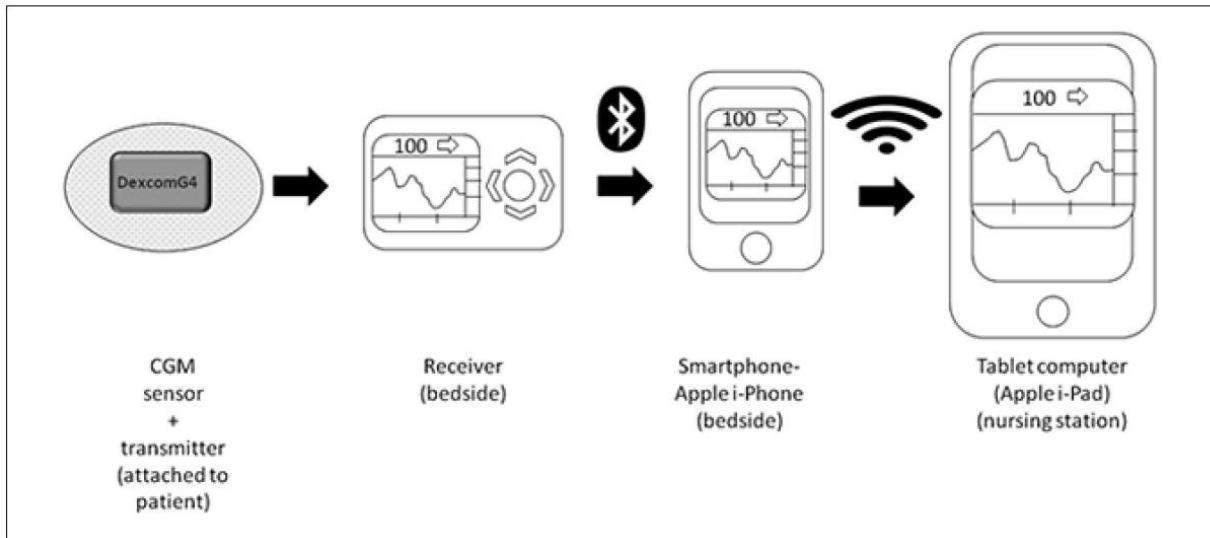 DexcomG4
100
100
100
CGM
sensor
+
transmitter
(attached to
patient)
Receiver
(bedside)
Smartphone-
Apple i-Phone
(bedside)
Tablet computer
(Apple i-Pad)
(nursing station)